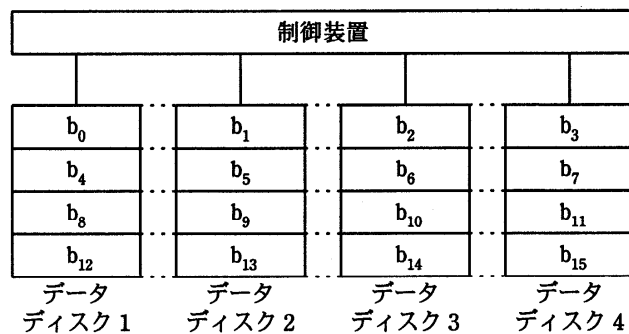 制御装置
b₀ b₁ b₂ b₃
b₄ b₅ b₆ b₇
b₈ b₉ b₁₀ b₁₁
b₁₂ b₁₃ b₁₄ b₁₅
データ データ データ データ
ディスク1 ディスク2 ディスク3 ディスク4